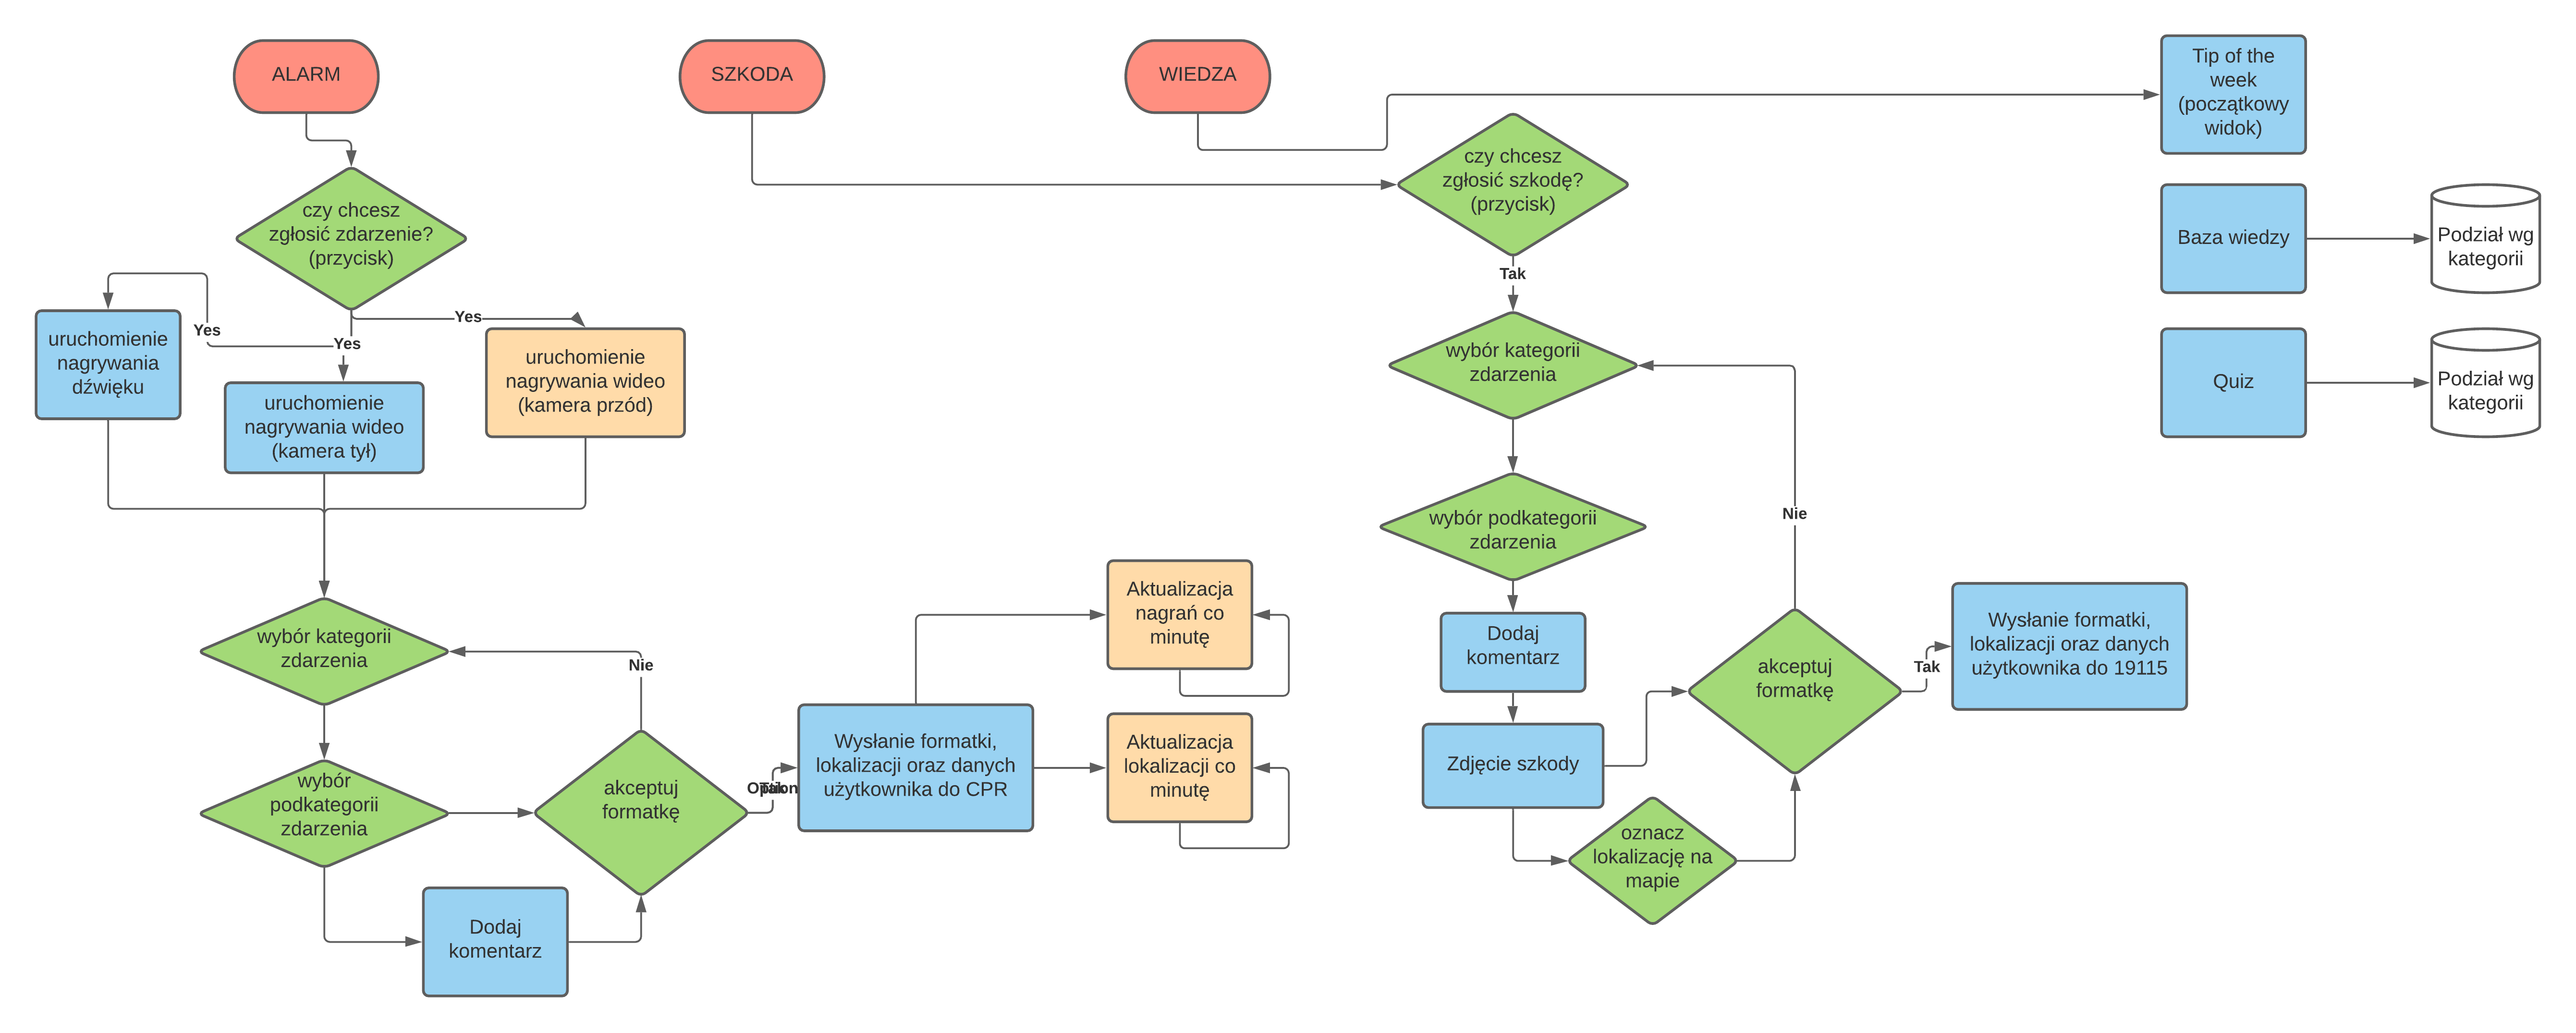 ALARM
SZKODA
WIEDZA
Tip of the
week
(początkowy
widok)
czy chcesz
zgłosić zdarzenie?
(przycisk)
czy chcesz
zgłosić szkodę?
(przycisk)
Baza wiedzy
Podział wg
kategorii
Tak
Yes
Yes
Yes
uruchomienie
nagrywania
dźwięku
uruchomienie
nagrywania wideo
(kamera tył)
uruchomienie
nagrywania wideo
(kamera przód)
wybór kategorii
zdarzenia
Quiz
Podział wg
kategorii
wybór podkategorii
zdarzenia
Nie
Aktualizacja
nagrań co
minutę
Dodaj
komentarz
wybór kategorii
zdarzenia
Nie
akceptuj
formatkę
Tak
Wysłanie formatki,
lokalizacji oraz danych
użytkownika do 19115
Zdjęcie szkody
wybór
podkategorii
zdarzenia
akceptuj
formatkę
Option
Tak
Wysłanie formatki,
lokalizacji oraz danych
użytkownika do CPR
Aktualizacja
lokalizacji co
minutę
oznacz
lokalizację na
mapie
Dodaj
komentarz